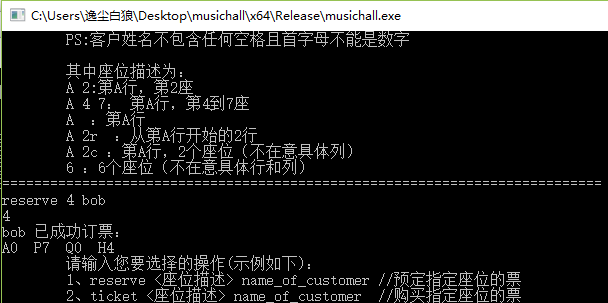 C:\Users\逸尘白狼\Desktop\musichall\x64\Release\musichall.exe
PS:客户姓名不包含任何空格且首字母不能是数字
其中座位描述为:
A 2:第A行, 第2座
A 4 7: 第A行, 第4到7座
A  : 第A行
A 2r  : 从第A行开始的2行
A 2c : 第A行, 2个座位(不在意具体列)
6 : 6个座位(不在意具体行和列)
===========================================================================
reserve 4 bob
4
bob 已成功订票:
A0  P7  Q0  H4
请输入您要选择的操作(示例如下):
1、reserve <座位描述> name_of_customer //预定指定座位的票
2、ticket <座位描述> name_of_customer  //购买指定座位的票